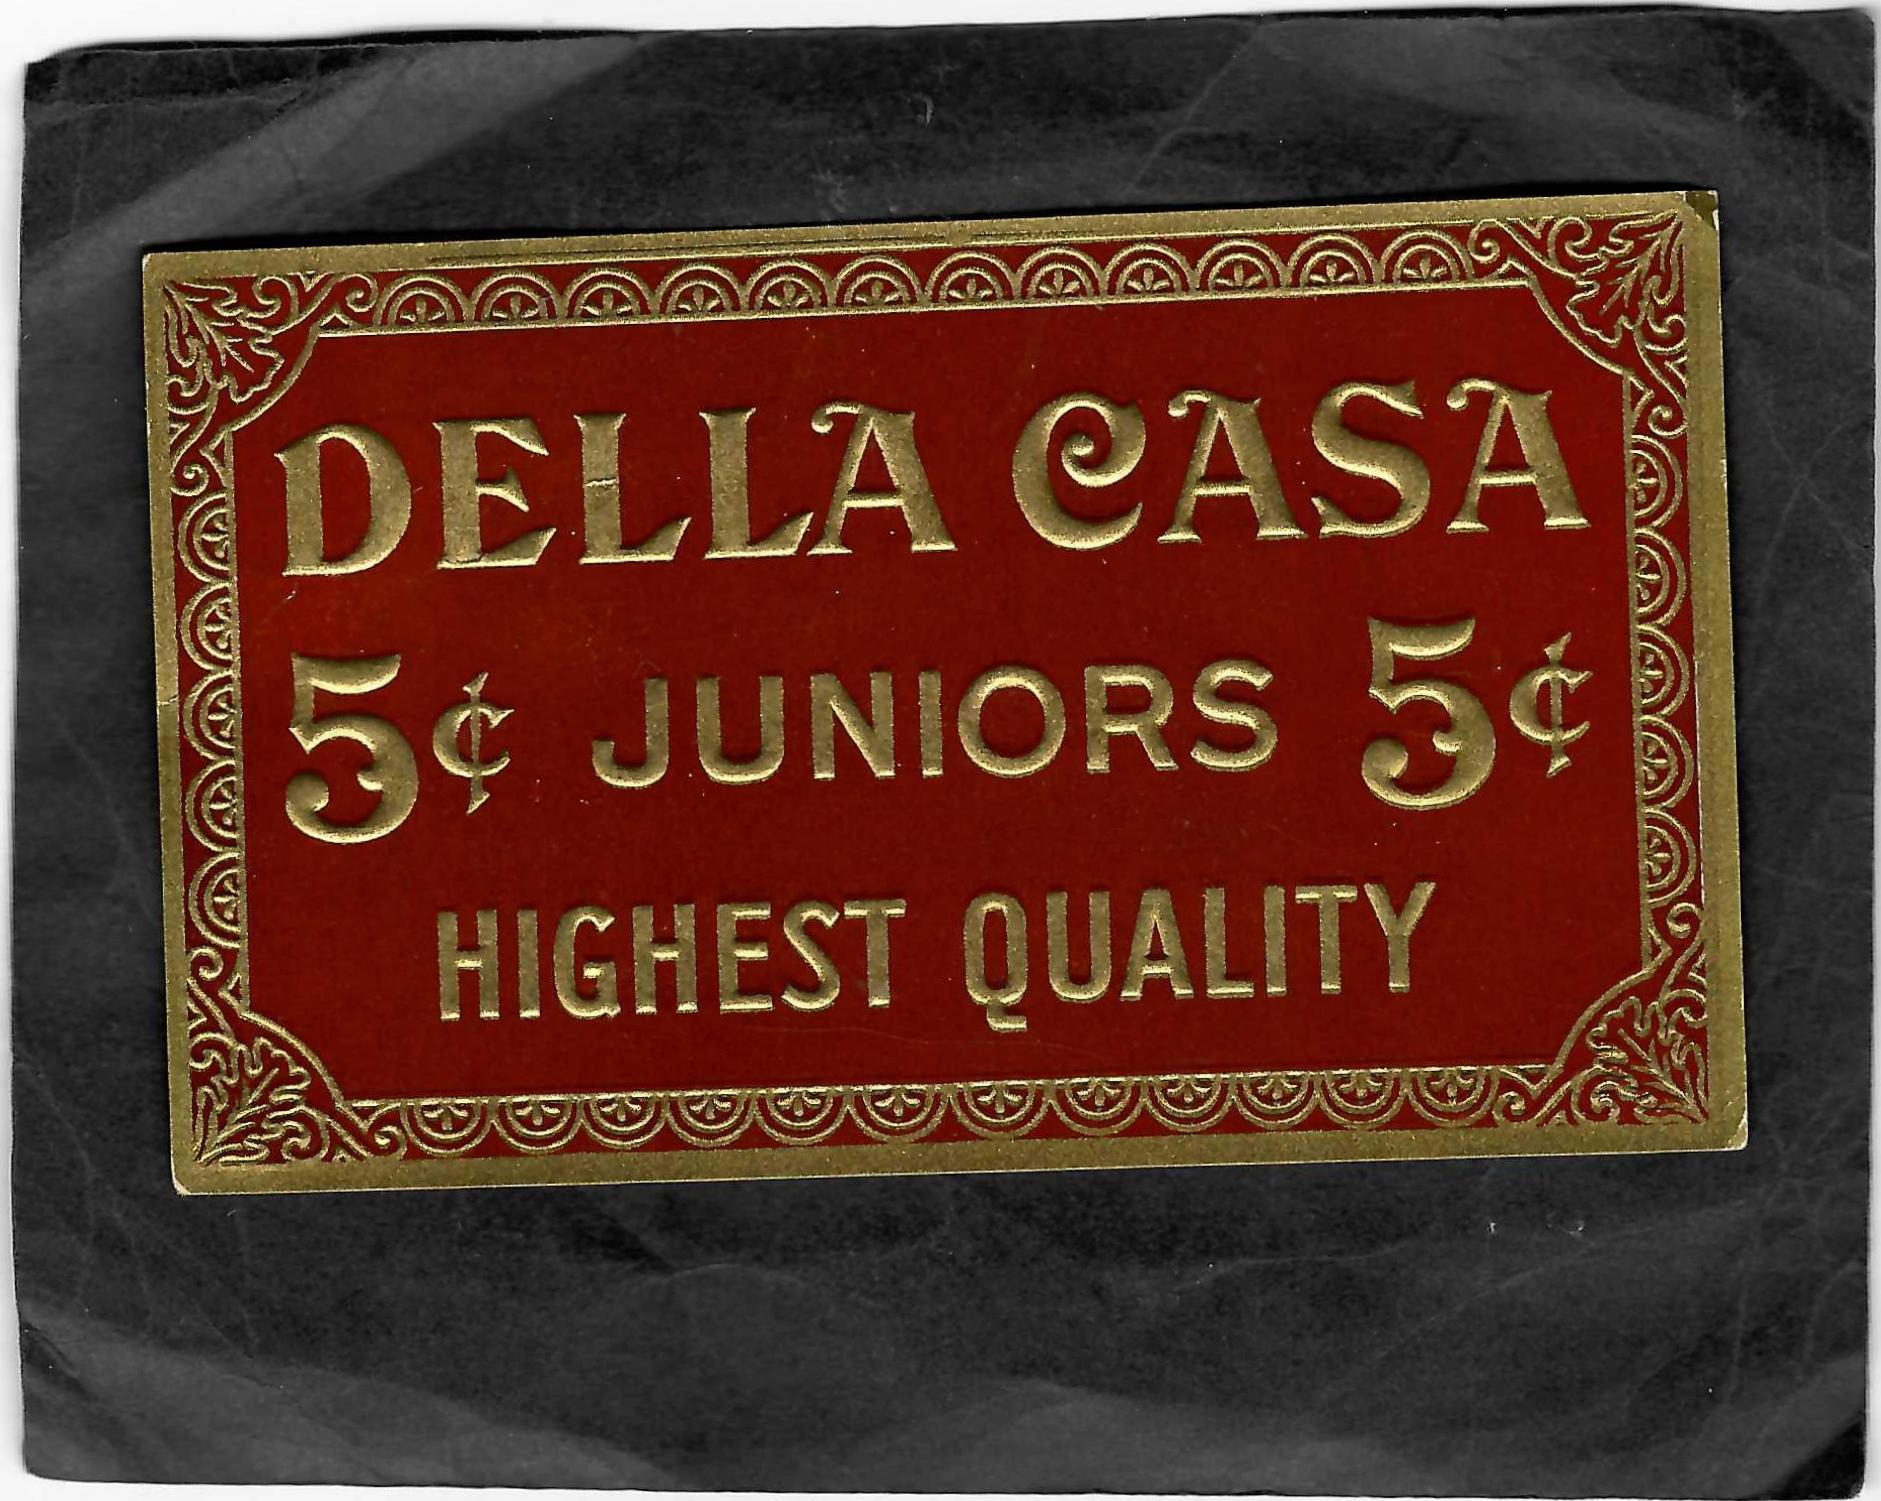 DELLA CASA
5¢ JUNIORS 5¢
HIGHEST QUALITY